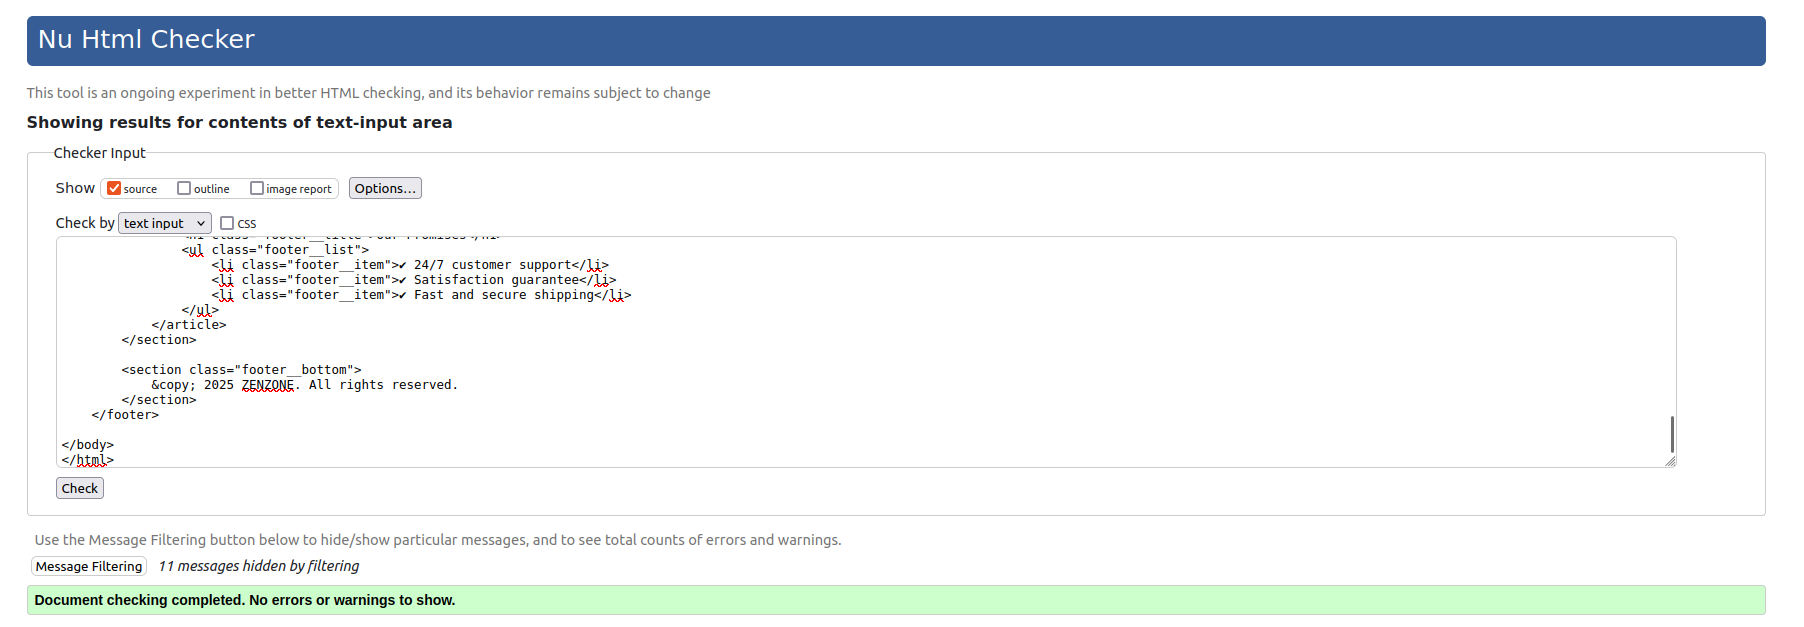 Nu Html Checker
This tool is an ongoing experiment in better HTML checking, and its behavior remains subject to change
Showing results for contents of text-input area
Checker Input
Show source outline image report Options...
Check by text input CSS
<ul class="footer__list">
<li class="footer__item">✔ 24/7 customer support</li>
<li class="footer__item">✔ Satisfaction guarantee</li>
<li class="footer__item">✔ Fast and secure shipping</li>
</ul>
</article>
</section>
<section class="footer__bottom">
&copy; 2025 ZENZONE. All rights reserved.
</section>
</footer>
</body>
</html>
Check
Use the Message Filtering button below to hide/show particular messages, and to see total counts of errors and warnings.
Message Filtering 11 messages hidden by filtering
Document checking completed. No errors or warnings to show.